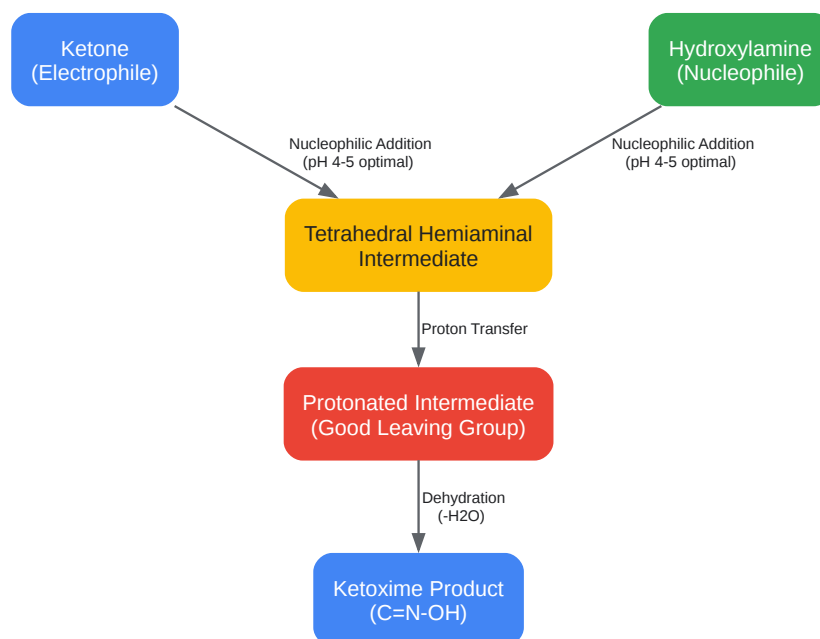 Ketone
(Electrophile)
Hydroxylamine
(Nucleophile)
Nucleophilic Addition
(pH 4-5 optimal)
Nucleophilic Addition
(pH 4-5 optimal)
Tetrahedral Hemiaminal
Intermediate
Proton Transfer
Protonated Intermediate
(Good Leaving Group)
Dehydration
(-H2O)
Ketoxime Product
(C=N-OH)